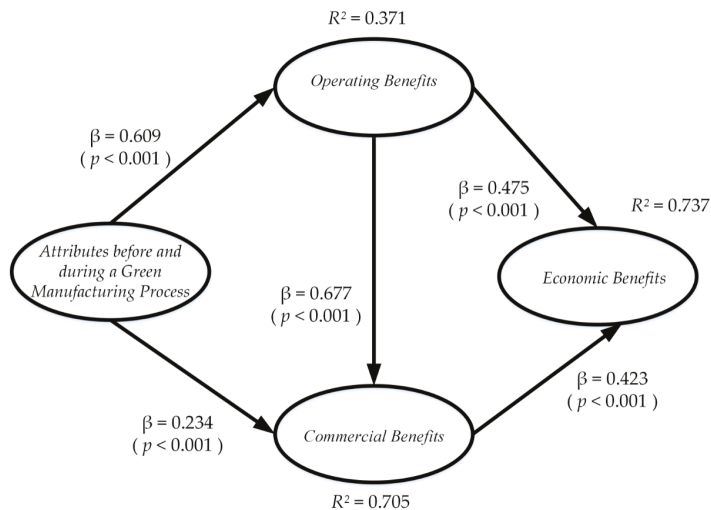 R² = 0.371
Operating Benefits
β = 0.609
( p < 0.001 )
β = 0.475
( p < 0.001 )
R² = 0.737
Attributes before and
during a Green
Manufacturing Process
Economic Benefits
β = 0.677
( p < 0.001 )
β = 0.423
( p < 0.001 )
β = 0.234
( p < 0.001 )
Commercial Benefits
R² = 0.705